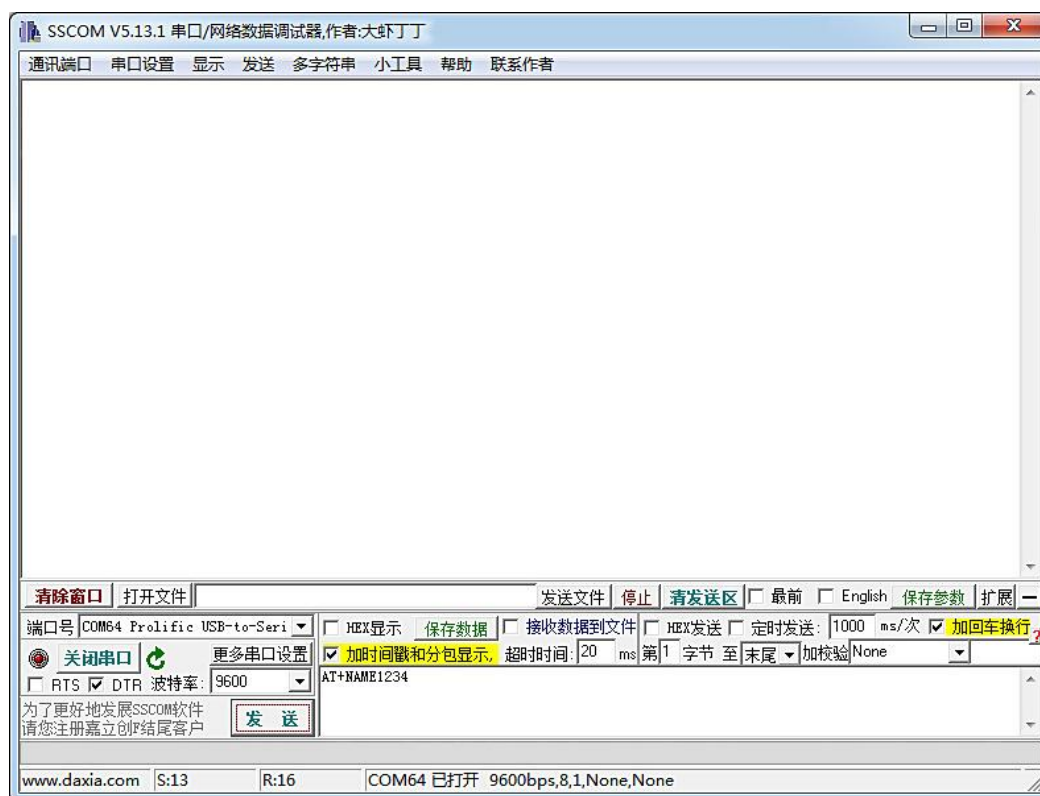 SSCOM V5.13.1 串口/网络数据调试器,作者:大虾丁丁
通讯端口 串口设置 显示 发送 多字符串 小工具 帮助 联系作者
清除窗口 打开文件 发送文件 停止 清发送区 最前 English 保存参数 扩展 —
端口号 COM64 Prolific USB-to-Seri HEX显示 保存数据 接收数据到文件 HEX发送 定时发送: 1000 ms/次 加回车换行
关闭串口 更多串口设置 加时间戳和分包显示, 超时时间: 20 ms 第 1 字节 至 末尾 加校验 None ?
RTS DTR 波特率: 9600 AT+NAME1234
为了更好地发展SSCOM软件
请您注册嘉立创F结尾客户
发 送
www.daxia.com S:13 R:16 COM64 已打开 9600bps,8,1,None,None